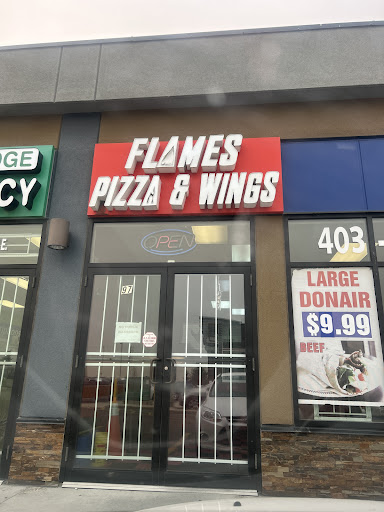 DGE
CY
E
FLAMES
PIZZA & WINGS
OPEN
97
403
LARGE
DONAIR
$9.99
BEEF